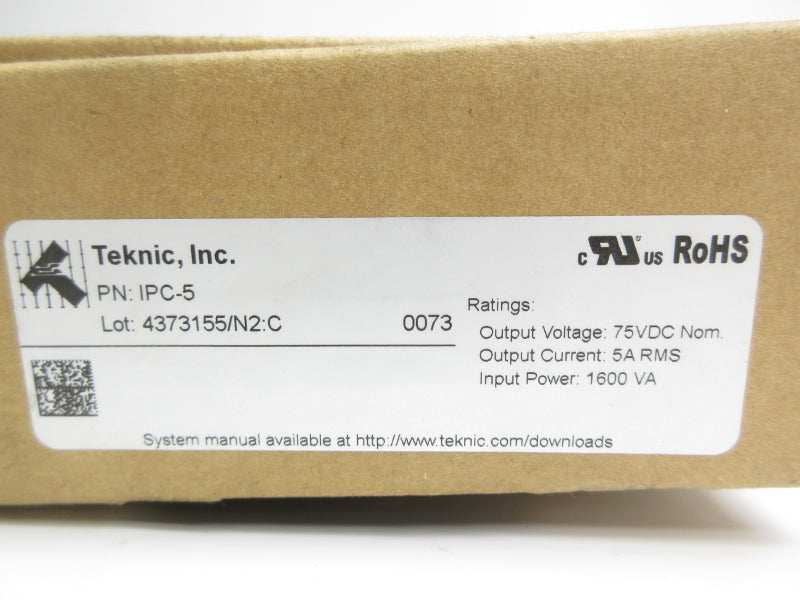 Teknic, Inc.
PN: IPC-5
Lot: 4373155/N2:C 0073
c RU us RoHS
Ratings:
Output Voltage: 75VDC Nom.
Output Current: 5A RMS
Input Power: 1600 VA
System manual available at http://www.teknic.com/downloads